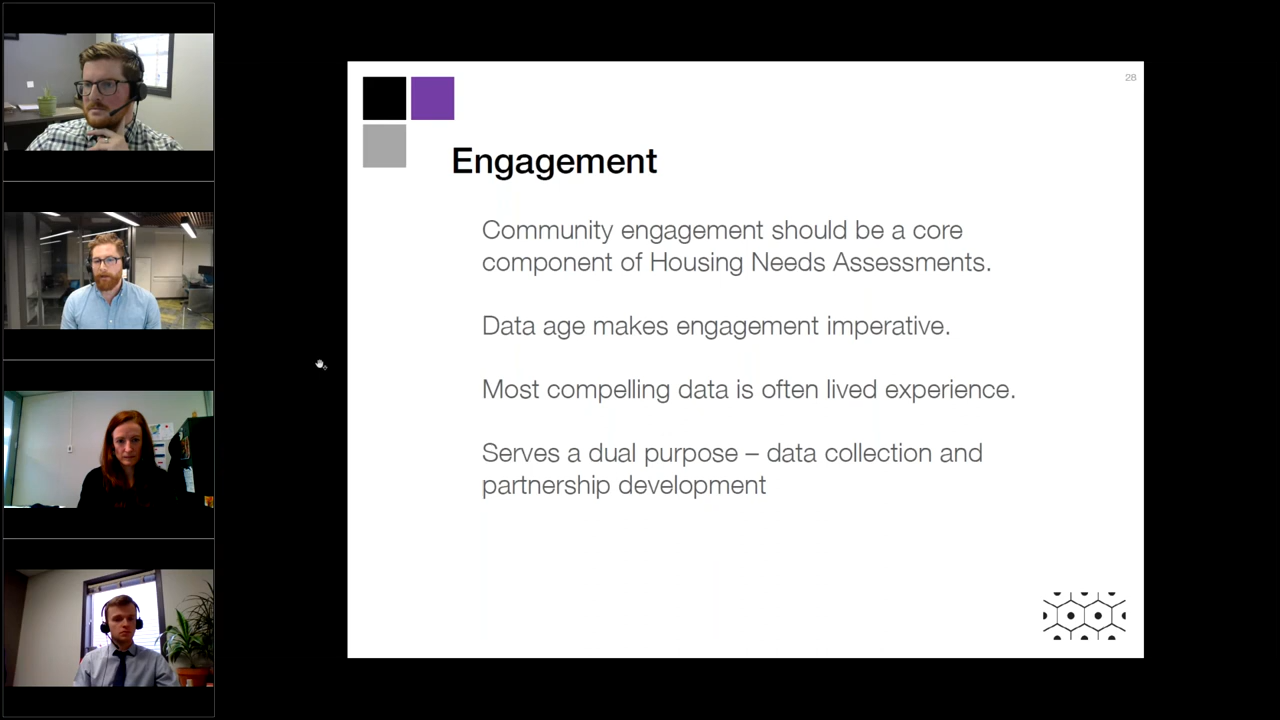 28
Engagement
Community engagement should be a core
component of Housing Needs Assessments.
Data age makes engagement imperative.
Most compelling data is often lived experience.
Serves a dual purpose – data collection and
partnership development